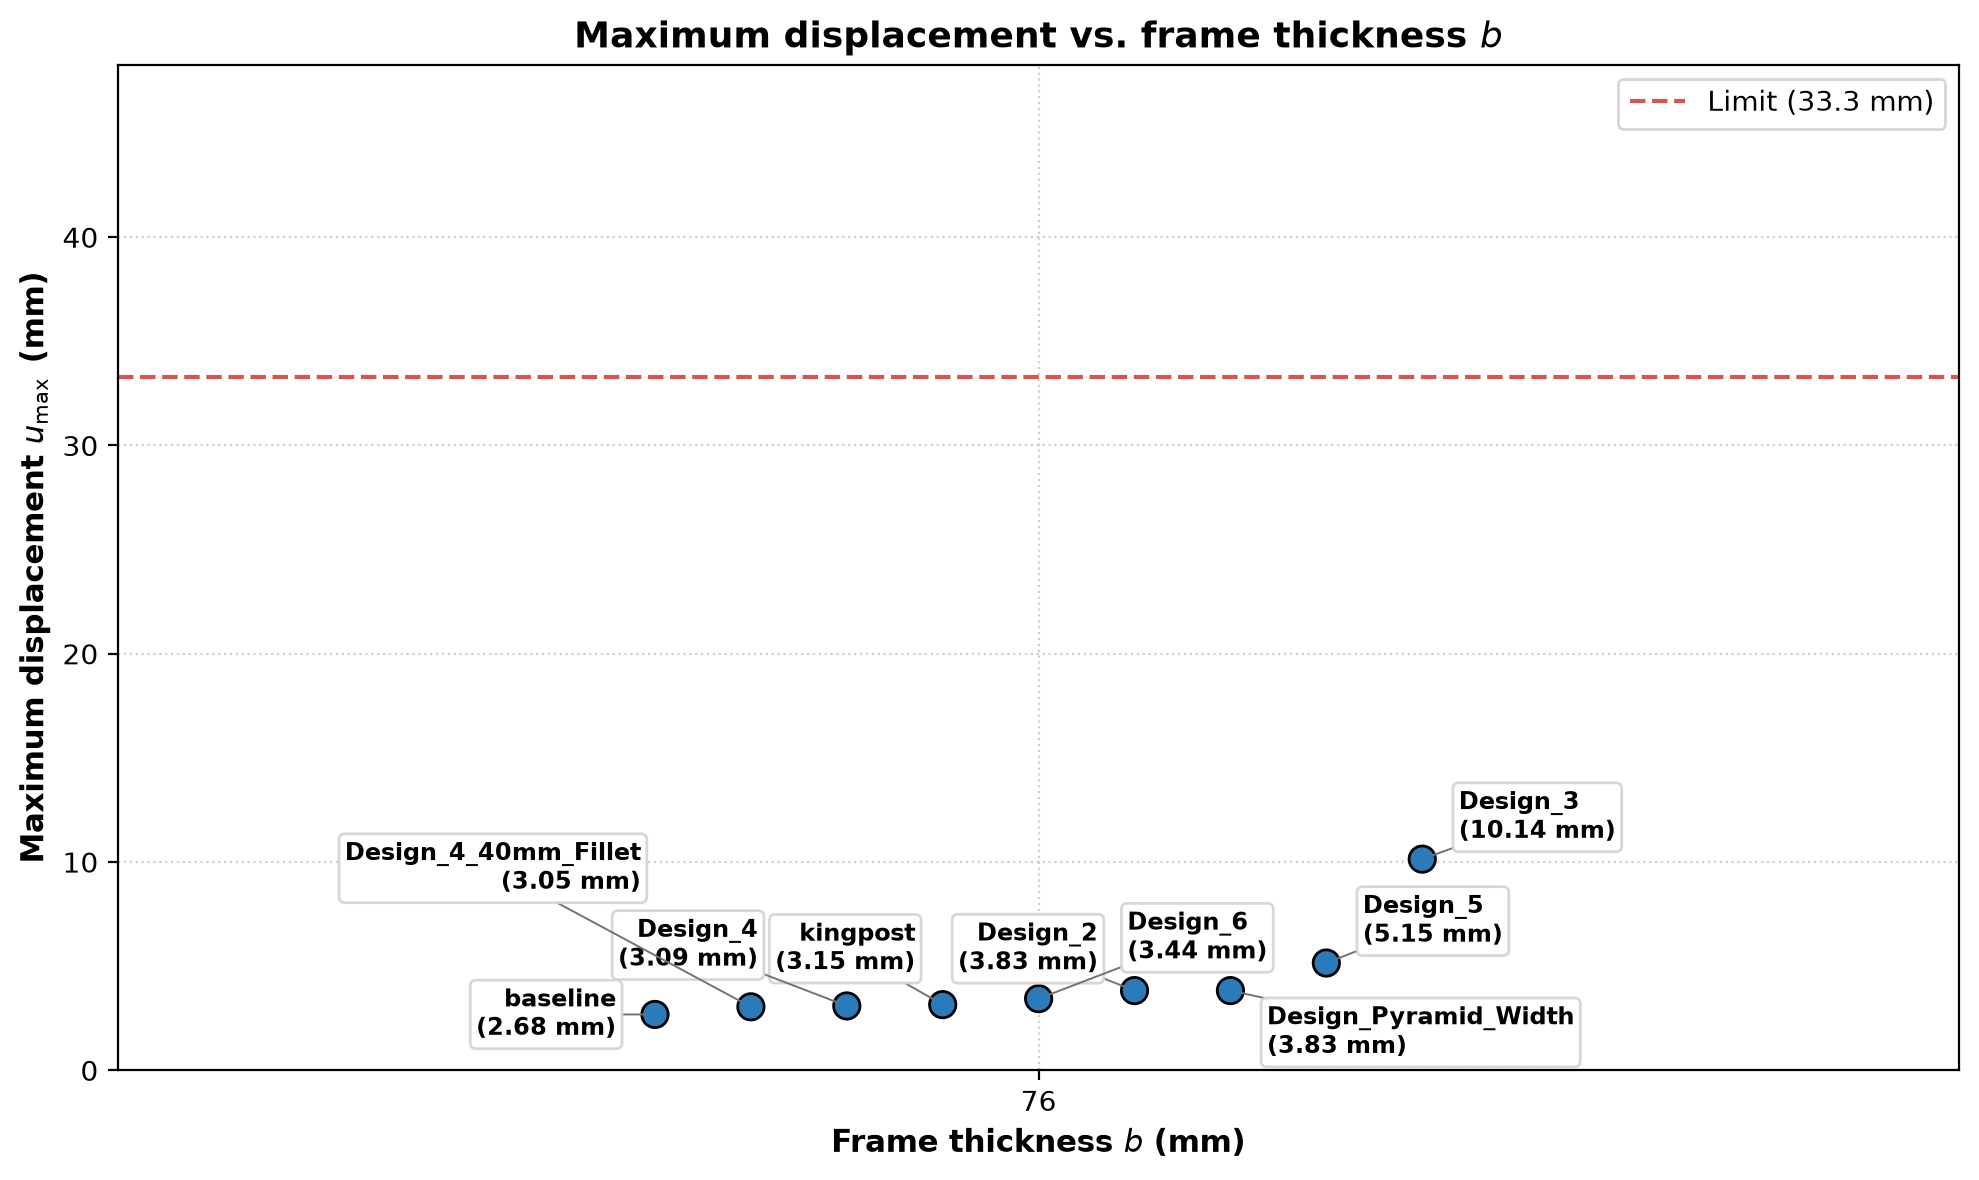 Maximum displacement vs. frame thickness b
Limit (33.3 mm)
Maximum displacement u_max (mm)
40
30
20
10
0
Design_3
(10.14 mm)
Design_4_40mm_Fillet
(3.05 mm)
Design_5
(5.15 mm)
Design_4
(3.09 mm)
kingpost
(3.15 mm)
Design_2
(3.83 mm)
Design_6
(3.44 mm)
baseline
(2.68 mm)
Design_Pyramid_Width
(3.83 mm)
76
Frame thickness b (mm)